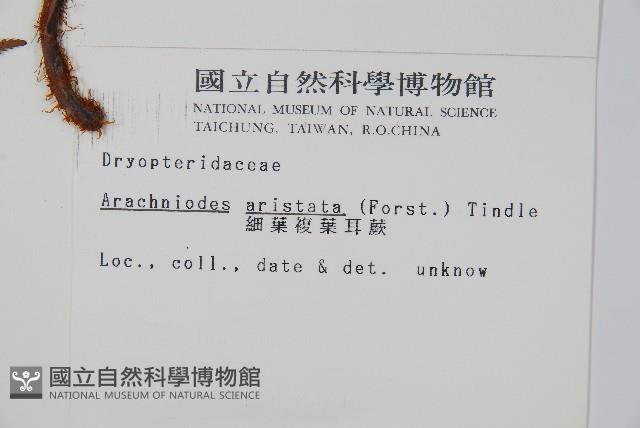 國立自然科學博物館
NATIONAL MUSEUM OF NATURAL SCIENCE
TAICHUNG, TAIWAN, R.O.CHINA
Dryopteridaceae
Arachniodes aristata (Forst.) Tindle
細葉複葉耳蕨
Loc., coll., date & det. unknow
國立自然科學博物館
NATIONAL MUSEUM OF NATURAL SCIENCE